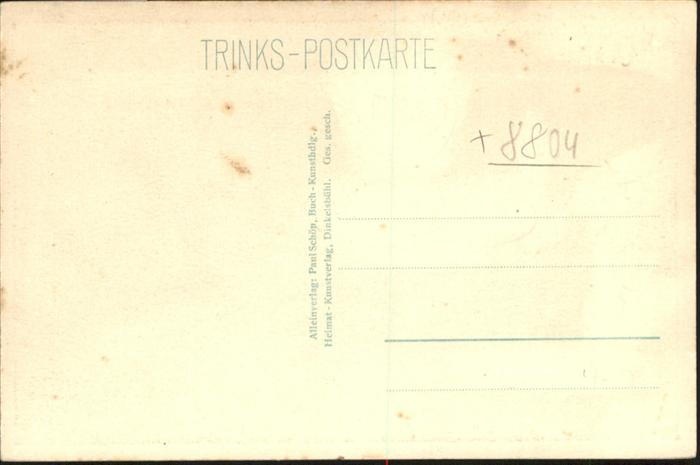 TRINKS-POSTKARTE
+8804
Alleinverlag: Paul Schöp, Buch-Kunsthdlg.
Heimat-Kunstverlag, Dinkelsbühl. Ges. gesch.